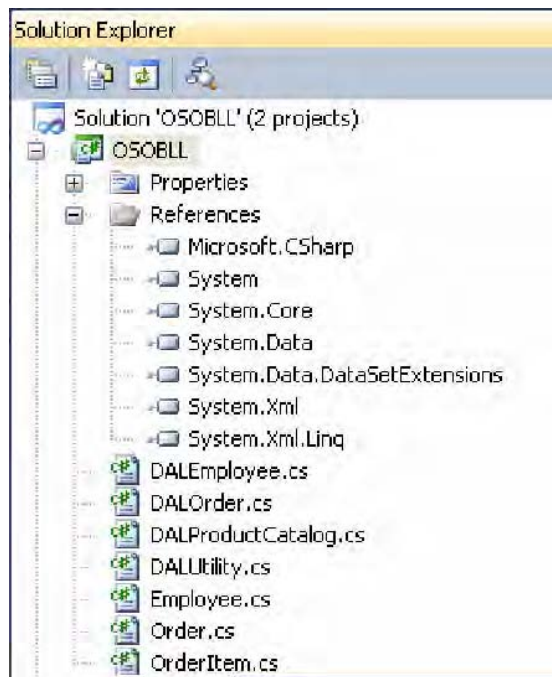 Solution Explorer
Solution 'OSOBLL' (2 projects)
OSOBLL
Properties
References
Microsoft.CSharp
System
System.Core
System.Data
System.Data.DataSetExtensions
System.Xml
System.Xml.Linq
DALEmployee.cs
DALOrder.cs
DALProductCatalog.cs
DALUtility.cs
Employee.cs
Order.cs
OrderItem.cs